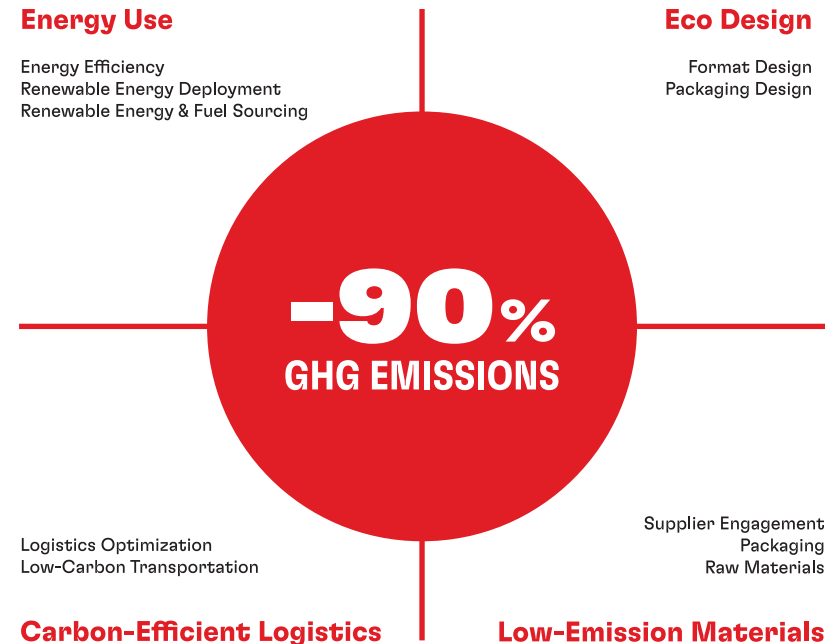 Energy Use
Energy Efficiency
Renewable Energy Deployment
Renewable Energy & Fuel Sourcing
Eco Design
Format Design
Packaging Design
-90%
GHG EMISSIONS
Logistics Optimization
Low-Carbon Transportation
Carbon-Efficient Logistics
Supplier Engagement
Packaging
Raw Materials
Low-Emission Materials